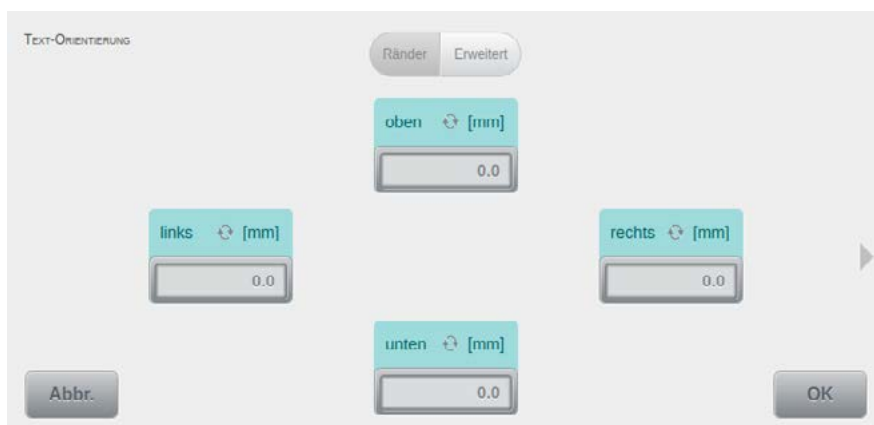 Text-Orientierung
Ränder Erweitert
oben [mm]
0.0
links [mm]
0.0
rechts [mm]
0.0
unten [mm]
0.0
Abbr.
OK